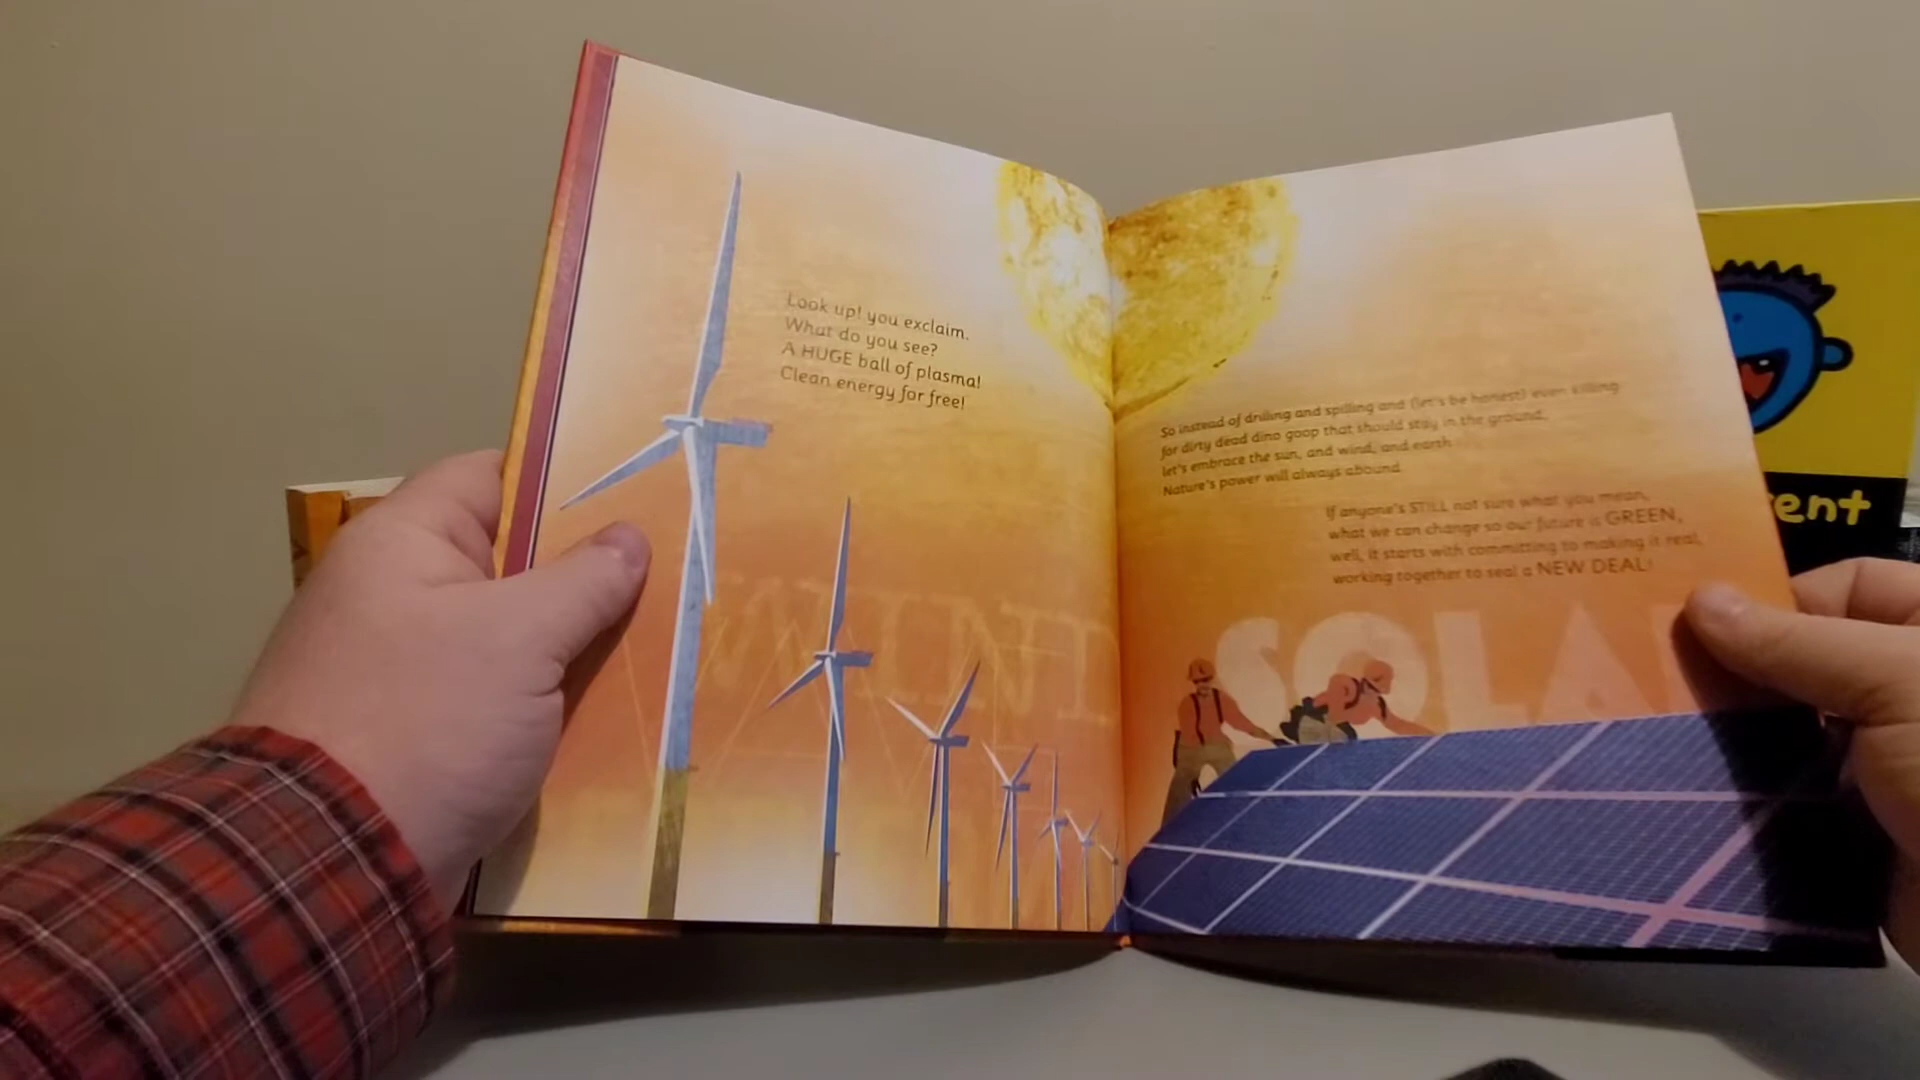 Look up! you exclaim.
What do you see?
A HUGE ball of plasma!
Clean energy for free!
WIND
So instead of drilling and spilling and (let's be honest) even killing
for dirty dead dino goop that should stay in the ground,
let's embrace the sun, and wind, and earth
Nature's power will always abound.
If anyone's STILL not sure what you mean,
what we can change so our future is GREEN,
well, it starts with committing to making it real,
working together to seal a NEW DEAL!
SOLA
ent